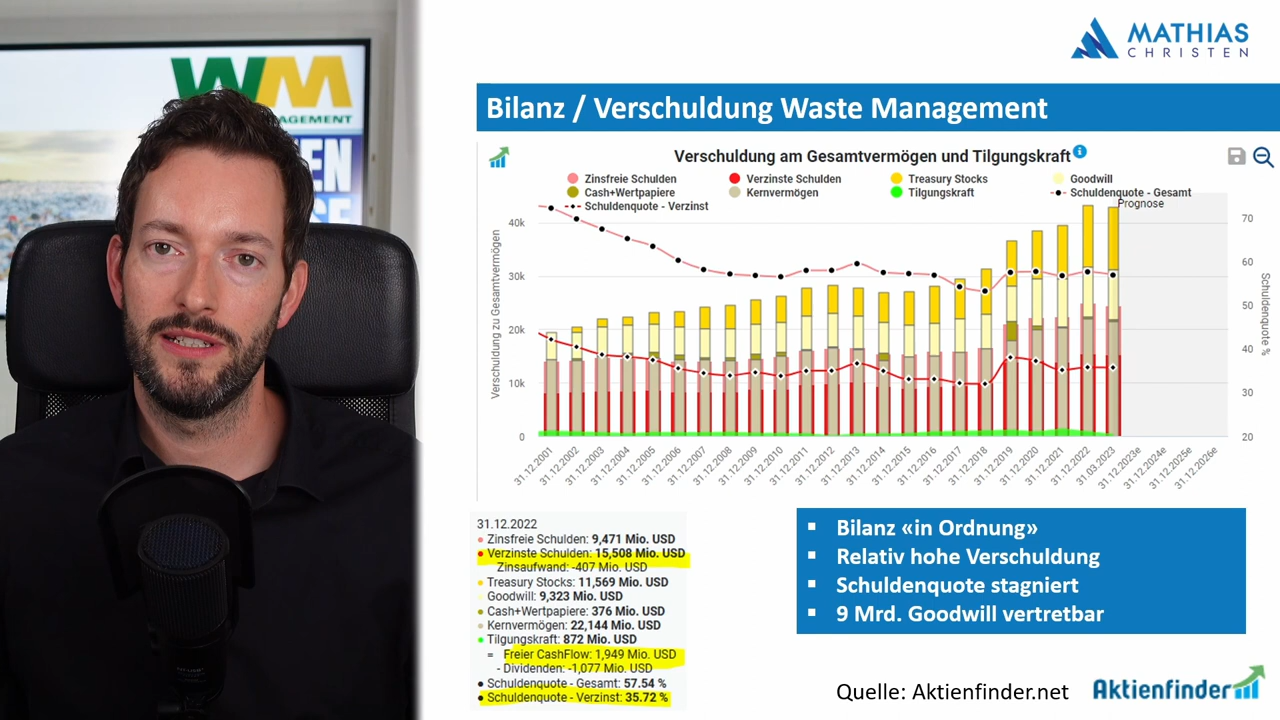 WM
AGEMENT
EN
SE
MATHIAS
CHRISTEN
Bilanz / Verschuldung Waste Management
Verschuldung am Gesamtvermögen und Tilgungskraft
Zinsfreie Schulden
Verzinste Schulden
Treasury Stocks
Goodwill
Cash+Wertpapiere
Kernvermögen
Tilgungskraft
Schuldenquote - Gesamt
Schuldenquote - Verzinst
Prognose
Verschuldung zu Gesamtvermögen
40k
30k
20k
10k
0
70
60
50
40
30
20
Schuldenquote %
31.12.2001
31.12.2002
31.12.2003
31.12.2004
31.12.2005
31.12.2006
31.12.2007
31.12.2008
31.12.2009
31.12.2010
31.12.2011
31.12.2012
31.12.2013
31.12.2014
31.12.2015
31.12.2016
31.12.2017
31.12.2018
31.12.2019
31.12.2020
31.12.2021
31.12.2022
31.03.2023
31.12.2023e
31.12.2024e
31.12.2025e
31.12.2026e
31.12.2022
Zinsfreie Schulden: 9,471 Mio. USD
Verzinste Schulden: 15,508 Mio. USD
Zinsaufwand: -407 Mio. USD
Treasury Stocks: 11,569 Mio. USD
Goodwill: 9,323 Mio. USD
Cash+Wertpapiere: 376 Mio. USD
Kernvermögen: 22,144 Mio. USD
Tilgungskraft: 872 Mio. USD
= Freier CashFlow: 1,949 Mio. USD
- Dividenden: -1,077 Mio. USD
Schuldenquote - Gesamt: 57.54 %
Schuldenquote - Verzinst: 35.72 %
▪ Bilanz «in Ordnung»
▪ Relativ hohe Verschuldung
▪ Schuldenquote stagniert
▪ 9 Mrd. Goodwill vertretbar
Quelle: Aktienfinder.net
Aktienfinder